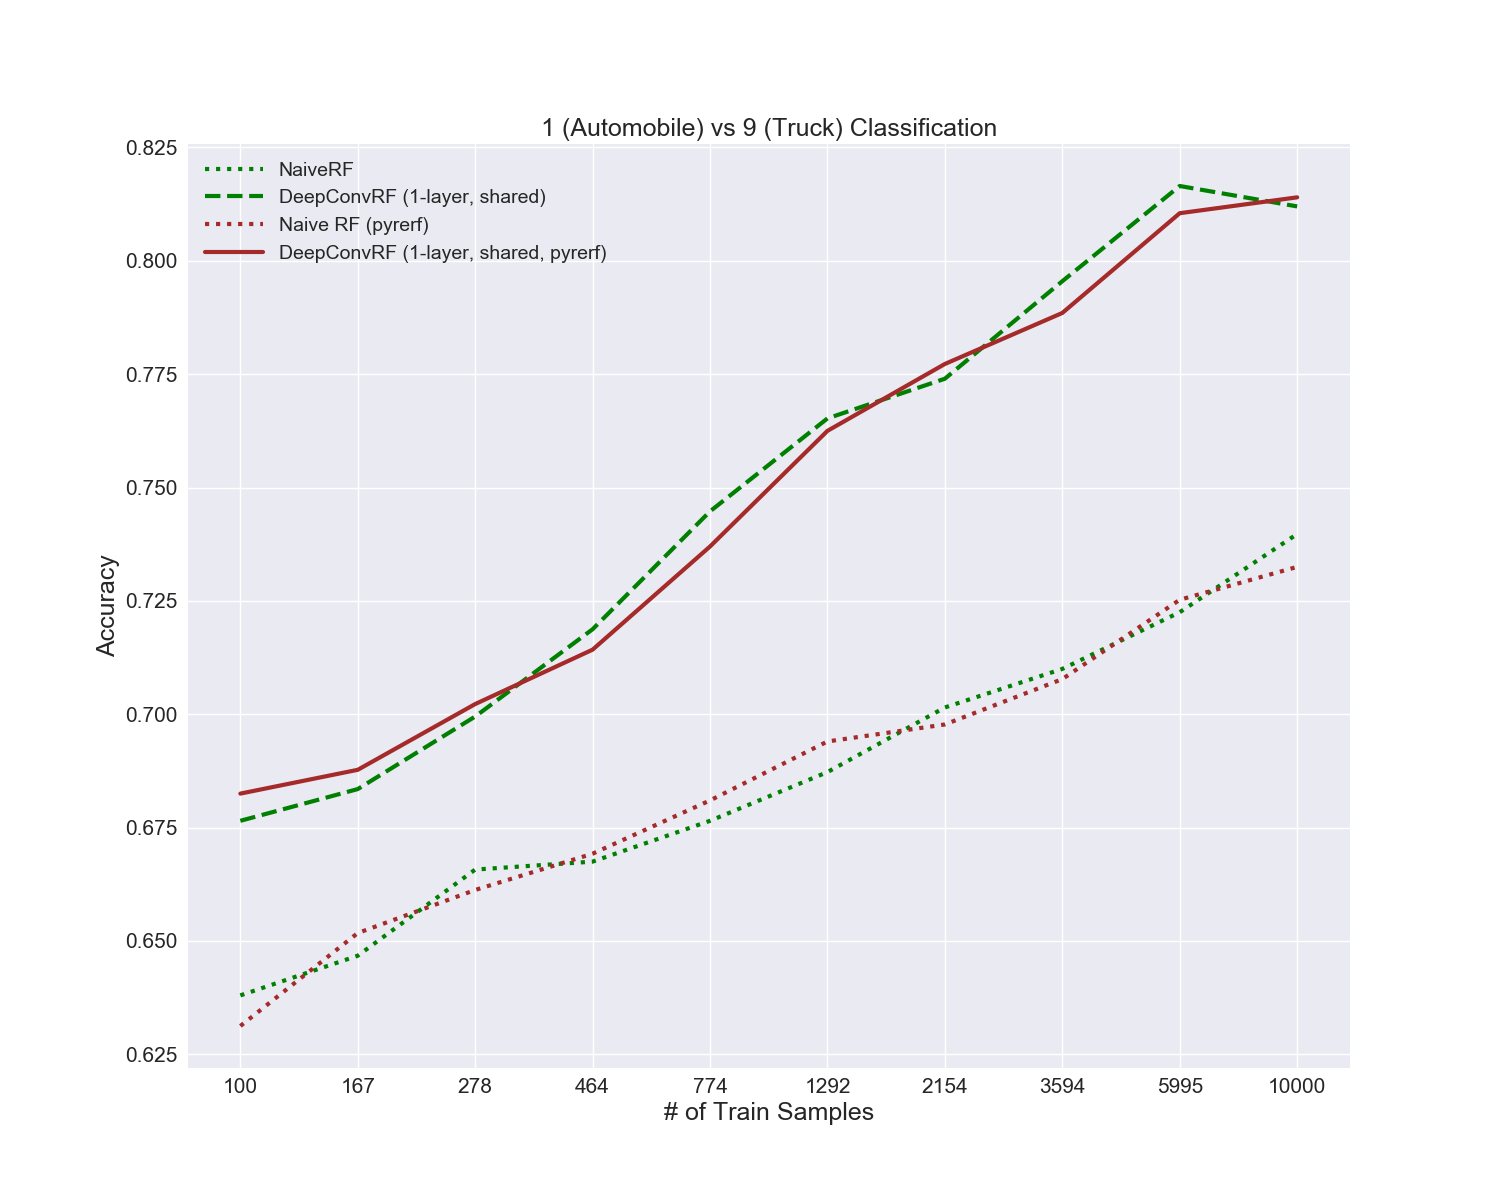 1 (Automobile) vs 9 (Truck) Classification
NaiveRF
DeepConvRF (1-layer, shared)
Naive RF (pyrerf)
DeepConvRF (1-layer, shared, pyrerf)
Accuracy
0.825
0.800
0.775
0.750
0.725
0.700
0.675
0.650
0.625
100 167 278 464 774 1292 2154 3594 5995 10000
# of Train Samples